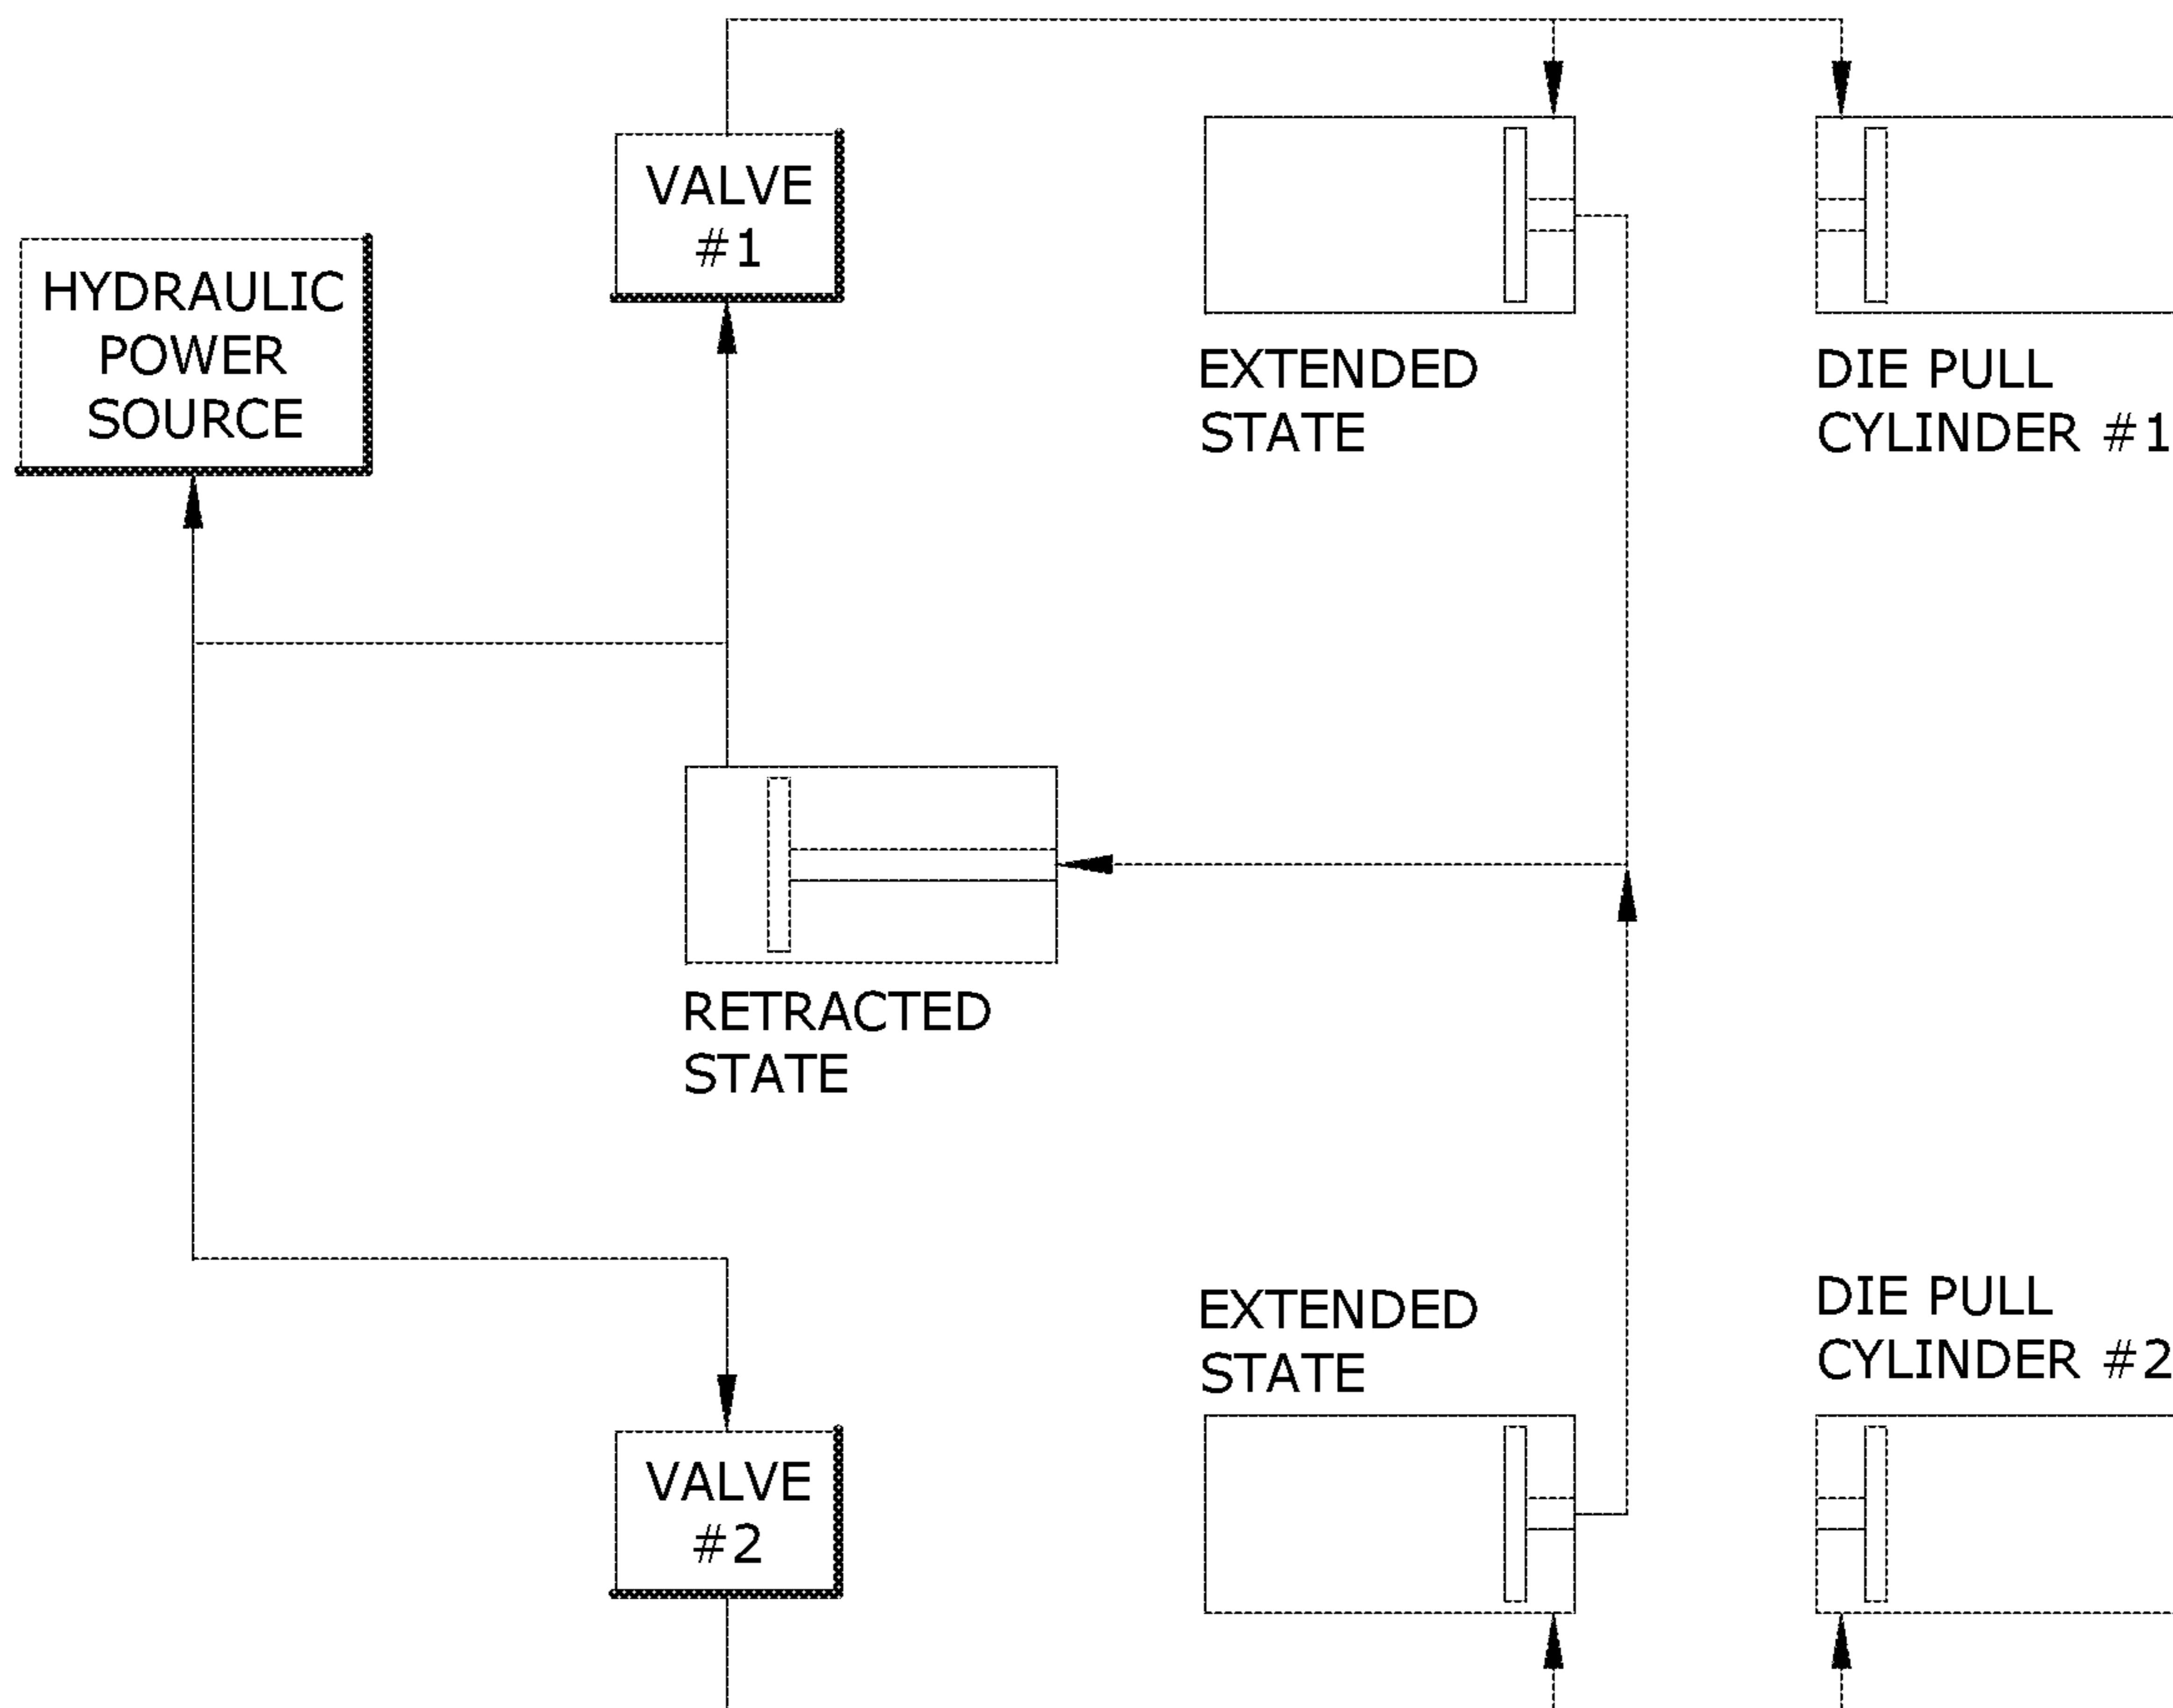 VALVE
#1
HYDRAULIC
POWER
SOURCE
EXTENDED
STATE
DIE PULL
CYLINDER #1
RETRACTED
STATE
EXTENDED
STATE
DIE PULL
CYLINDER #2
VALVE
#2